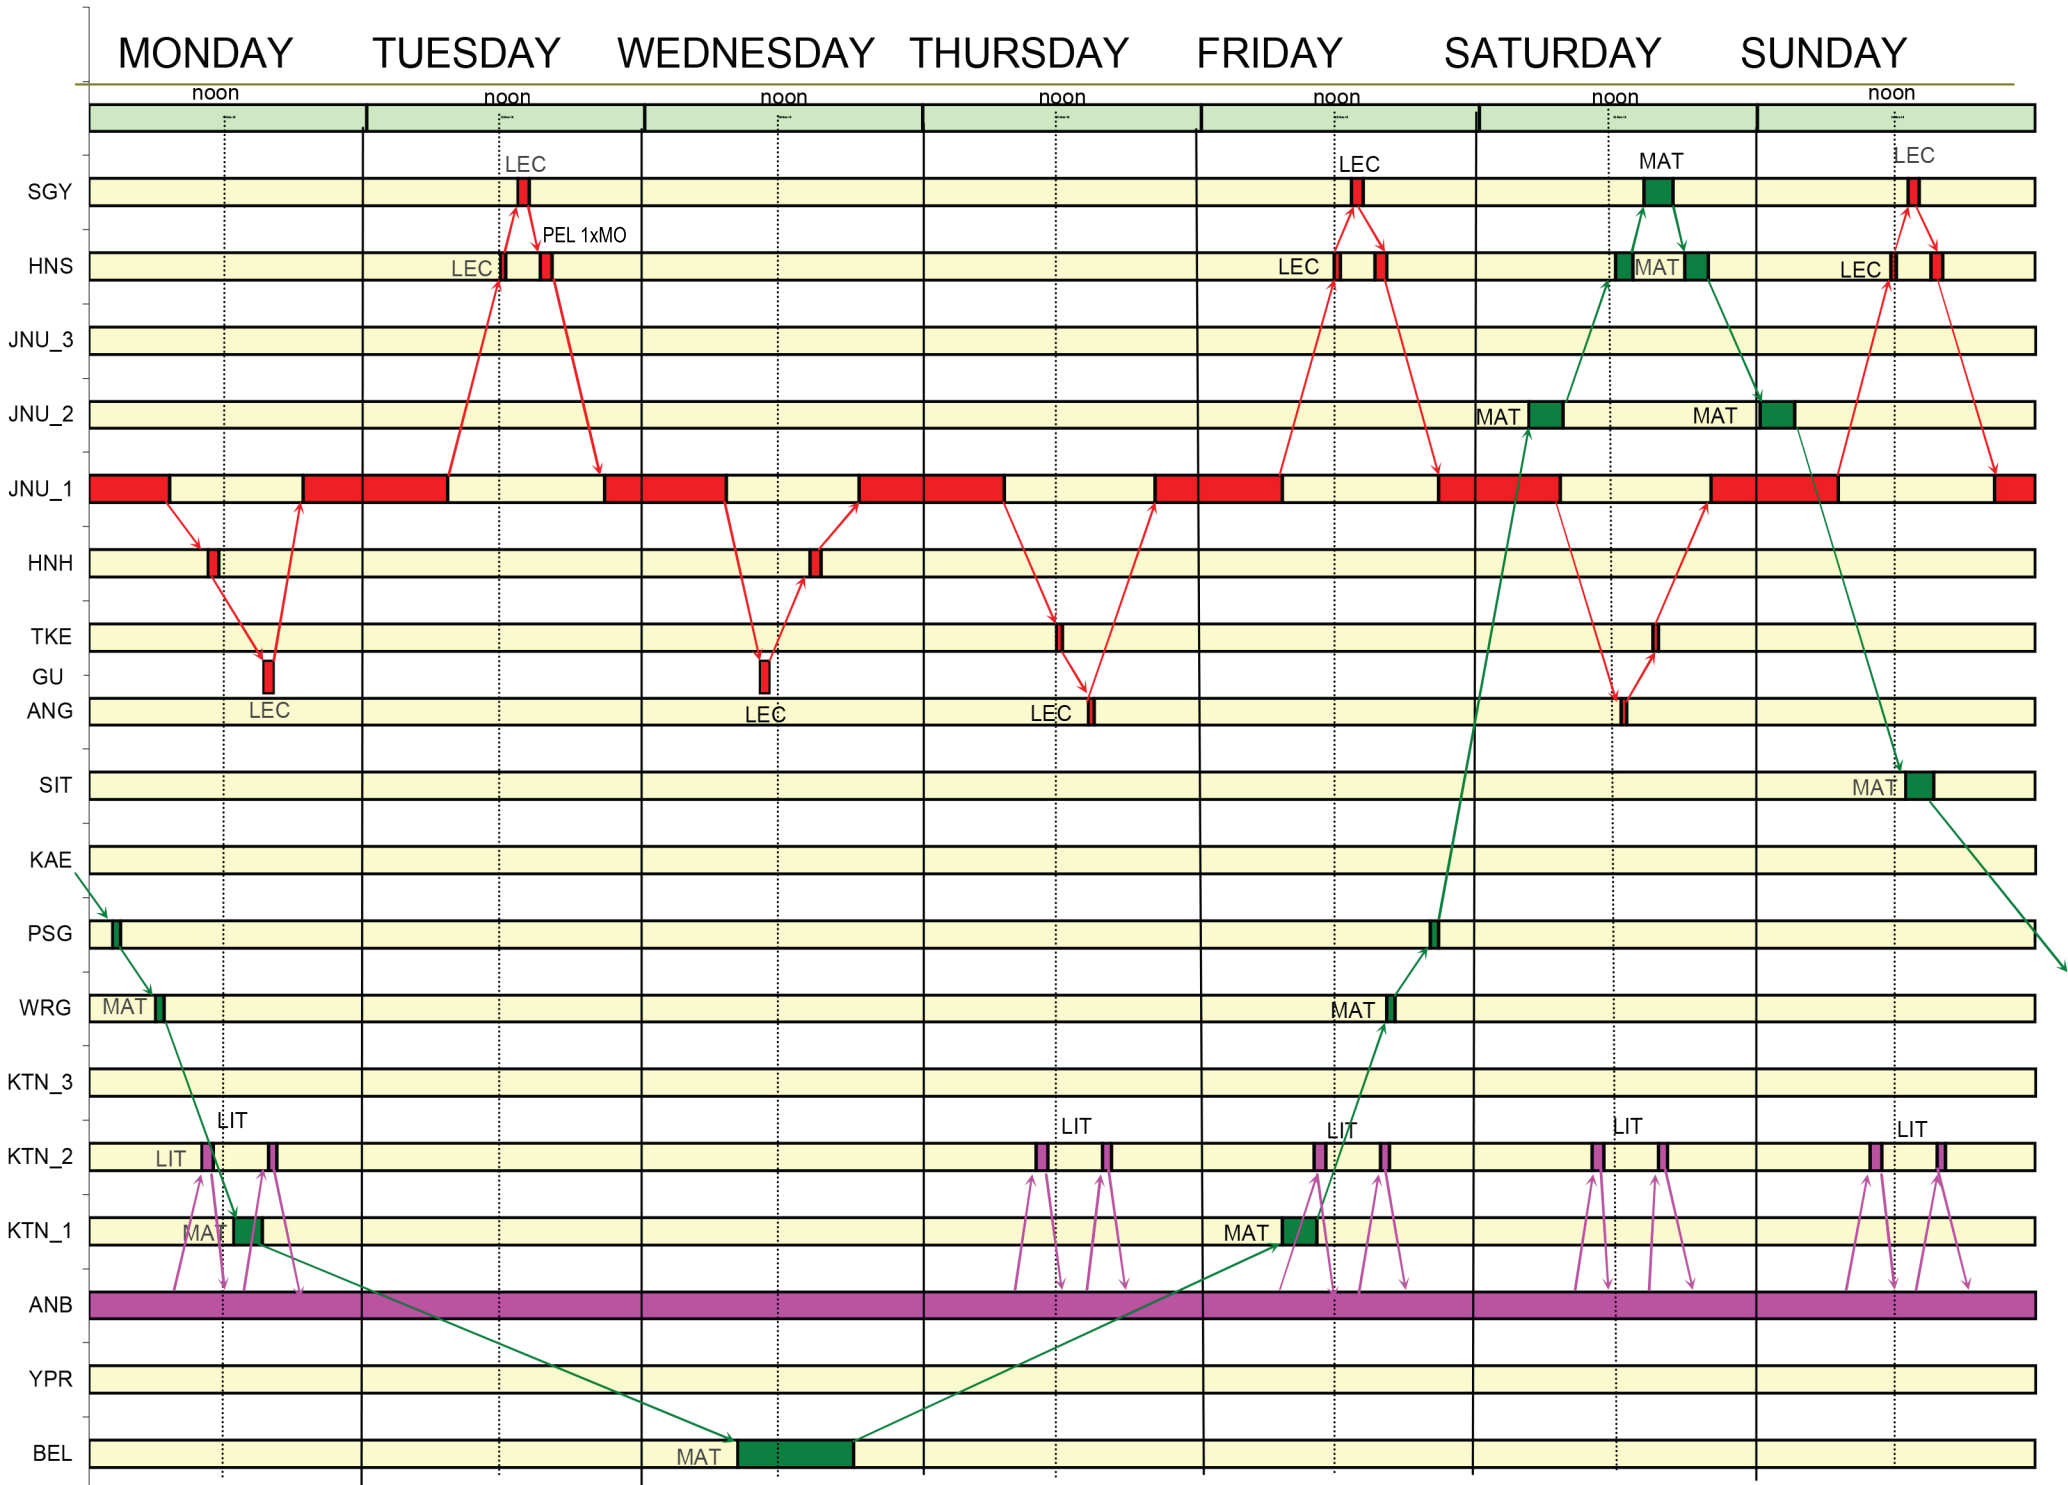 MONDAY TUESDAY WEDNESDAY THURSDAY FRIDAY SATURDAY SUNDAY
noon noon noon noon noon noon noon
LEC LEC MAT LEC
SGY
PEL 1xMO
HNS LEC LEC MAT LEC
JNU_3
JNU_2 MAT MAT
JNU_1
HNH
TKE
GU
ANG LEC LEC LEC
SIT MAT
KAE
PSG
WRG MAT MAT
KTN_3
LIT LIT LIT LIT LIT
KTN_2 LIT
KTN_1 MAT MAT
ANB
YPR
BEL MAT